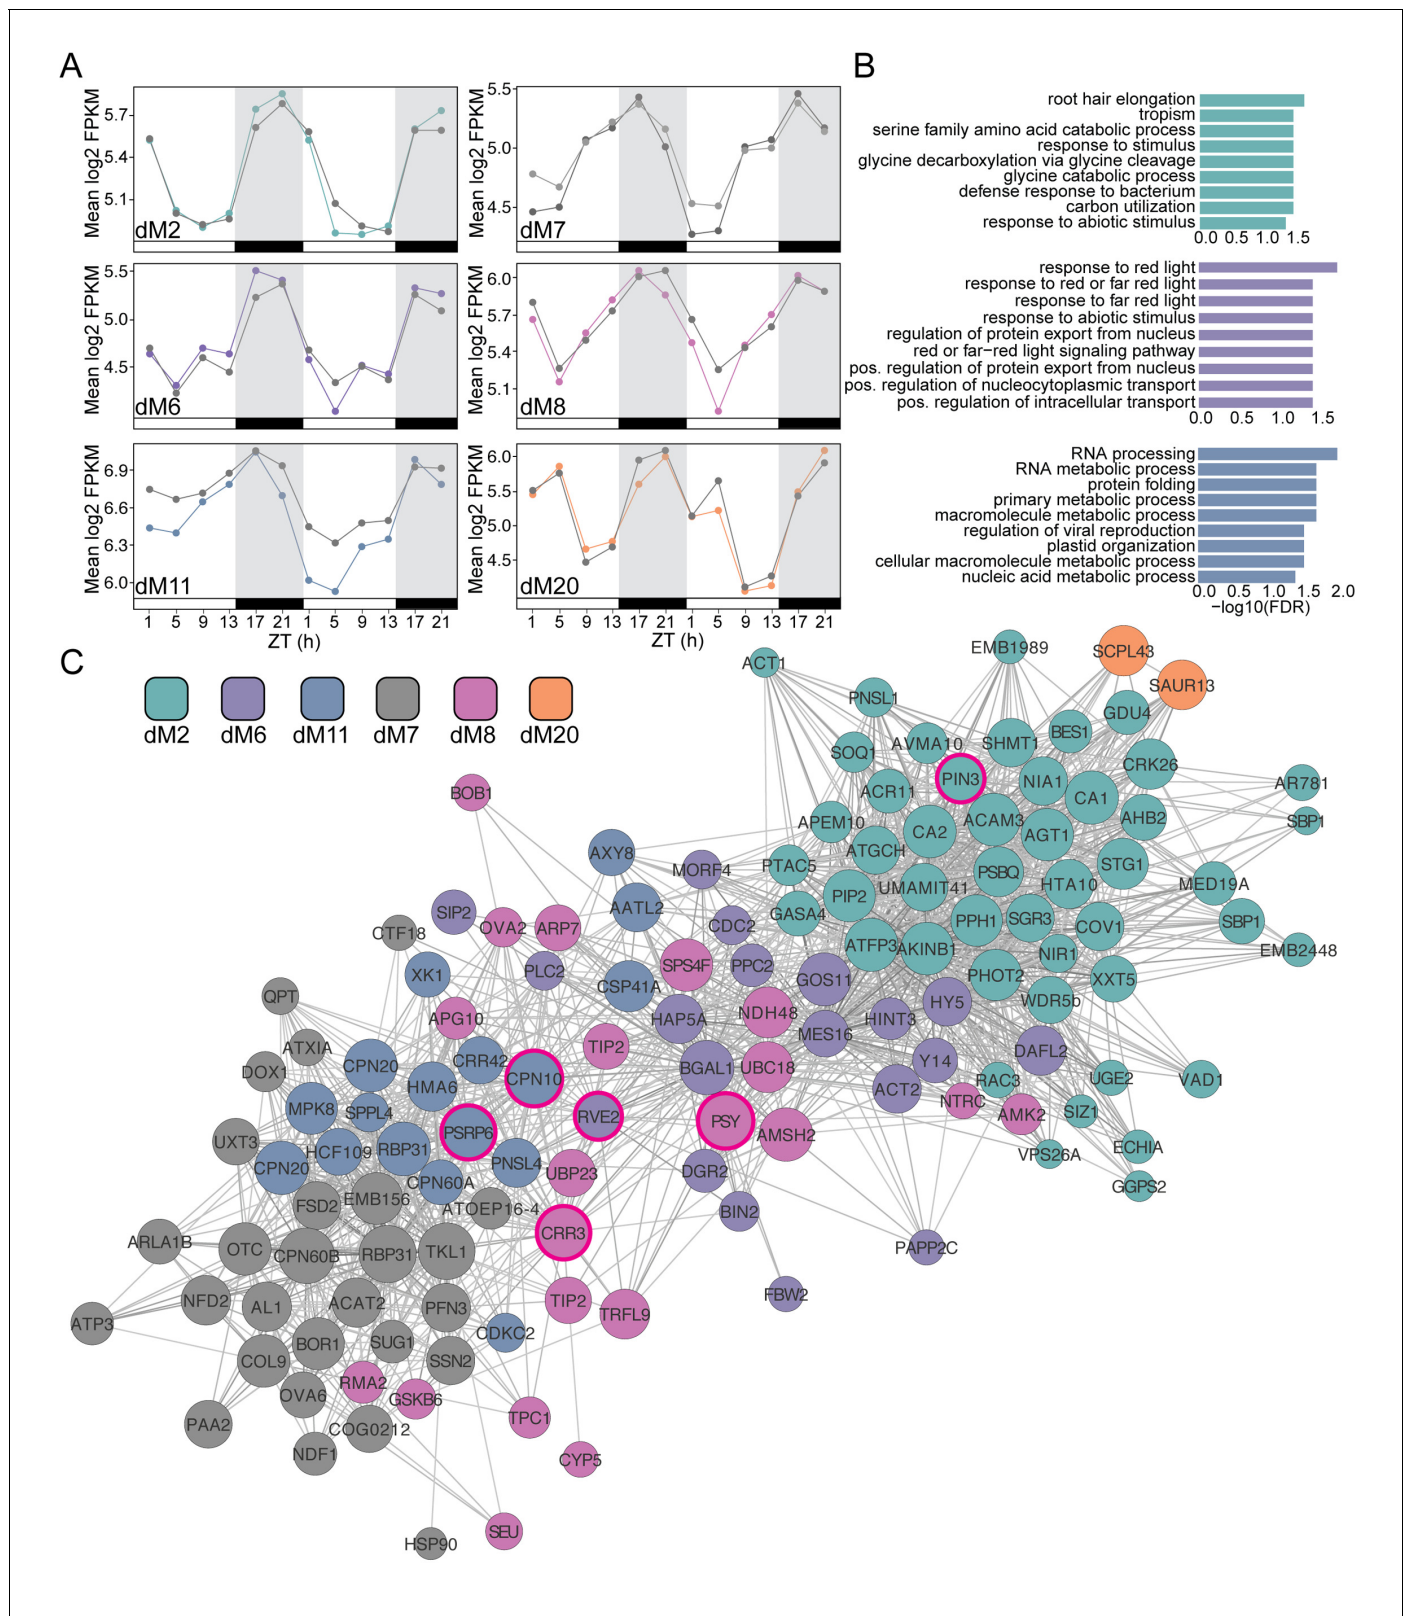 A
B
Mean log2 FPKM
5.7
5.4
5.1
dM2
Mean log2 FPKM
5.5
5.0
4.5
dM7
Mean log2 FPKM
5.5
5.0
4.5
dM6
Mean log2 FPKM
6.0
5.7
5.4
5.1
dM8
Mean log2 FPKM
6.9
6.6
6.3
6.0
dM11
1 5 9 13 17 21 1 5 9 13 17 21
ZT (h)
Mean log2 FPKM
6.0
5.5
5.0
4.5
dM20
1 5 9 13 17 21 1 5 9 13 17 21
ZT (h)
root hair elongation
tropism
serine family amino acid catabolic process
response to stimulus
glycine decarboxylation via glycine cleavage
glycine catabolic process
defense response to bacterium
carbon utilization
response to abiotic stimulus
0.0 0.5 1.0 1.5
response to red light
response to red or far red light
response to far red light
response to abiotic stimulus
regulation of protein export from nucleus
red or far−red light signaling pathway
pos. regulation of protein export from nucleus
pos. regulation of nucleocytoplasmic transport
pos. regulation of intracellular transport
0.0 0.5 1.0 1.5
RNA processing
RNA metabolic process
protein folding
primary metabolic process
macromolecule metabolic process
regulation of viral reproduction
plastid organization
cellular macromolecule metabolic process
nucleic acid metabolic process
0.0 0.5 1.0 1.5 2.0
−log10(FDR)
C
dM2 dM6 dM11 dM7 dM8 dM20
EMB1989
SCPL43
ACT1
SAUR13
PNSL1
GDU4
BES1
AVMA10
SHMT1
SOQ1
CRK26
PIN3
NIA1
AR781
ACR11
CA1
BOB1
APEM10
ACAM3
AHB2
SBP1
CA2
AGT1
AXY8
ATGCH
MORF4
PTAC5
PSBQ
STG1
UMAMIT41
HTA10
MED19A
PIP2
AATL2
SIP2
GASA4
PPH1
SGR3
COV1
SBP1
OVA2
ARP7
CDC2
CTF18
ATFP3
AKINB1
NIR1
EMB2448
SPS4F
PPC2
PLC2
XK1
CSP41A
GOS11
PHOT2
XXT5
QPT
WDR5b
HY5
APG10
HAP5A
NDH48
HINT3
MES16
ATXIA
TIP2
DAFL2
CRR42
CPN20
DOX1
BGAL1
UBC18
Y14
CPN10
RAC3
UGE2
VAD1
HMA6
ACT2
NTRC
MPK8
SPPL4
AMK2
SIZ1
RVE2
PSY
PSRP6
AMSH2
UXT3
HCF109
RBP31
ECHIA
VPS26A
CPN20
PNSL4
UBP23
DGR2
CPN60A
GGPS2
FSD2
EMB156
ATOEP16-4
BIN2
CRR3
ARLA1B
OTC
CPN60B
RBP31
TKL1
PAPP2C
NFD2
AL1
ACAT2
PFN3
TIP2
TRFL9
FBW2
ATP3
CDKC2
BOR1
SUG1
COL9
SSN2
RMA2
OVA6
GSKB6
PAA2
COG0212
TPC1
NDF1
CYP5
SEU
HSP90